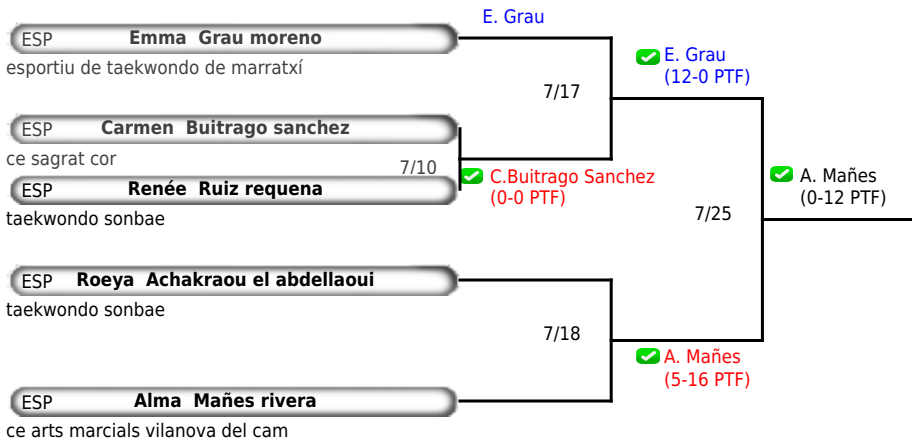 E. Grau
ESP Emma Grau moreno
esportiu de taekwondo de marratxí
E. Grau
(12-0 PTF)
7/17
ESP Carmen Buitrago sanchez
ce sagrat cor
7/10
C.Buitrago Sanchez
(0-0 PTF)
ESP Renée Ruiz requena
taekwondo sonbae
A. Mañes
(0-12 PTF)
7/25
ESP Roeya Achakraou el abdellaoui
taekwondo sonbae
7/18
A. Mañes
(5-16 PTF)
ESP Alma Mañes rivera
ce arts marcials vilanova del cam